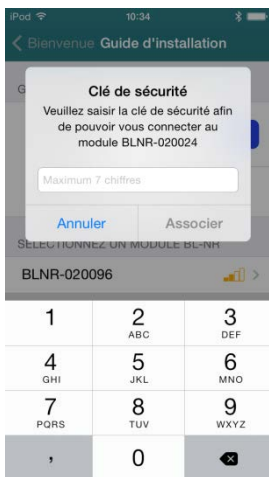 iPod 10:34
Bienvenue Guide d'installation
G
Clé de sécurité
Veuillez saisir la clé de sécurité afin
de pouvoir vous connecter au
module BLNR-020024
Maximum 7 chiffres
Annuler Associer
SÉLECTIONNEZ UN MODULE BL-NR
BLNR-020096
1 2 3
ABC DEF
4 5 6
GHI JKL MNO
7 8 9
PQRS TUV WXYZ
, 0